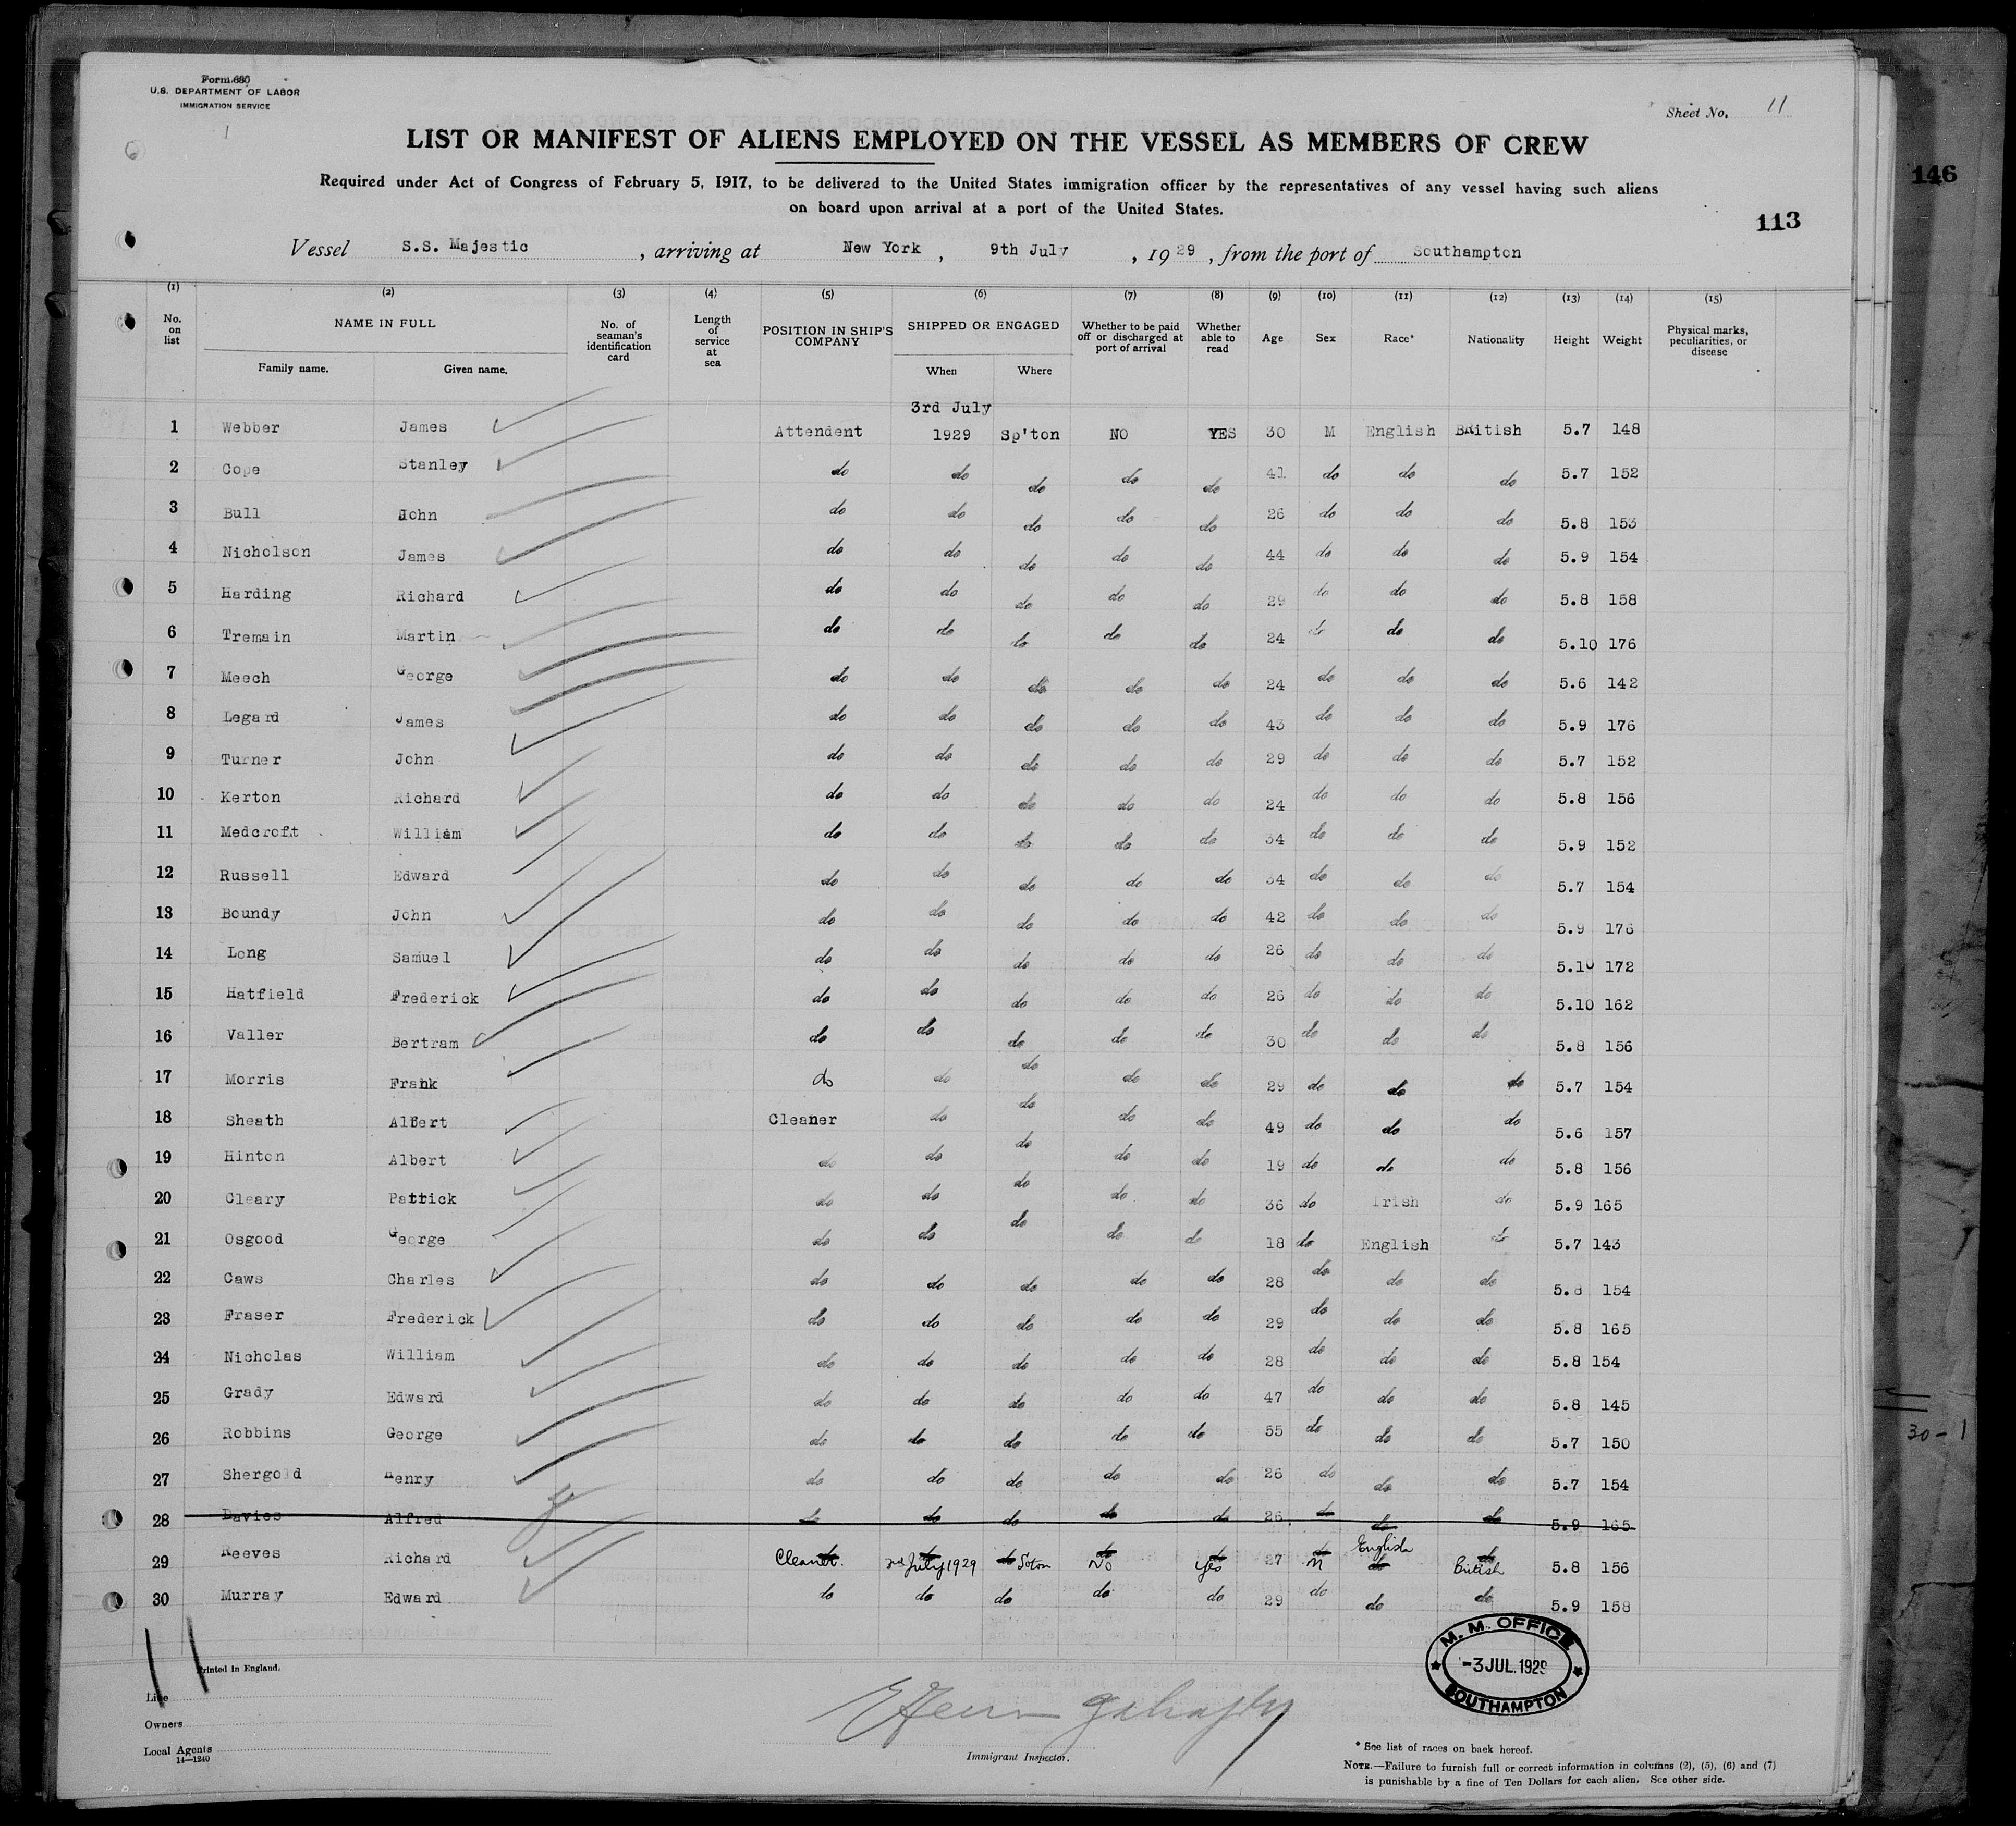 Form 680
U.S. DEPARTMENT OF LABOR
IMMIGRATION SERVICE
Sheet No. 11
LIST OR MANIFEST OF ALIENS EMPLOYED ON THE VESSEL AS MEMBERS OF CREW
146
Required under Act of Congress of February 5, 1917, to be delivered to the United States immigration officer by the representatives of any vessel having such aliens
on board upon arrival at a port of the United States.
113
Vessel S.S. Majestic, arriving at New York, 9th July, 1929, from the port of Southampton
(1) (2) (3) (4) (5) (6) (7) (8) (9) (10) (11) (12) (13) (14) (15)
No. on list NAME IN FULL No. of seaman's identification card Length of service at sea POSITION IN SHIP'S COMPANY SHIPPED OR ENGAGED Whether to be paid off or discharged at port of arrival Whether able to read Age Sex Race* Nationality Height Weight Physical marks, peculiarities, or disease
Family name. Given name. When Where
3rd July
1 Webber James Attendent 1929 Sp'ton NO YES 30 M English British 5.7 148
2 Cope Stanley do do do do do 41 do do do 5.7 152
3 Bull John do do do do do 26 do do do 5.8 153
4 Nicholson James do do do do do 44 do do do 5.9 154
5 Harding Richard do do do do do 29 do do do 5.8 158
6 Tremain Martin do do do do do 24 do do do 5.10 176
7 Meech George do do do do do 24 do do do 5.6 142
8 Legard James do do do do do 43 do do do 5.9 176
9 Turner John do do do do do 29 do do do 5.7 152
10 Kerton Richard do do do do do 24 do do do 5.8 156
11 Medcroft William do do do do do 34 do do do 5.9 152
12 Russell Edward do do do do do 34 do do do 5.7 154
13 Boundy John do do do do do 42 do do do 5.9 176
14 Long Samuel do do do do do 26 do do do 5.10 172
15 Hatfield Frederick do do do do do 26 do do do 5.10 162
16 Valler Bertram do do do do do 30 do do do 5.8 156
17 Morris Frank do do do do do 29 do do do 5.7 154
18 Sheath Albert Cleaner do do do do 49 do do do 5.6 157
19 Hinton Albert do do do do do 19 do do do 5.8 156
20 Cleary Pattick do do do do do 36 do Irish do 5.9 165
21 Osgood George do do do do do 18 do English do 5.7 143
22 Caws Charles do do do do do 28 do do do 5.8 154
23 Fraser Frederick do do do do do 29 do do do 5.8 165
24 Nicholas William do do do do do 28 do do do 5.8 154
25 Grady Edward do do do do do 47 do do do 5.8 145
26 Robbins George do do do do do 55 do do do 5.7 150
27 Shergold Henry do do do do do 26 do do do 5.7 154
28 Davies Alfred do do do do do 26 do do do 5.9 165
29 Reeves Richard Cleaner. 3rd July 1929 Soton No Yes 27 M English British 5.8 156
30 Murray Edward do do do do do 29 do do do 5.9 158
11
Printed in England.
M. M. OFFICE
-3 JUL. 1929
SOUTHAMPTON
30-1
Line
Owners
Local Agents
14—1240
Immigrant Inspector.
* See list of races on back hereof.
NOTE.—Failure to furnish full or correct information in columns (2), (5), (6) and (7)
is punishable by a fine of Ten Dollars for each alien. See other side.